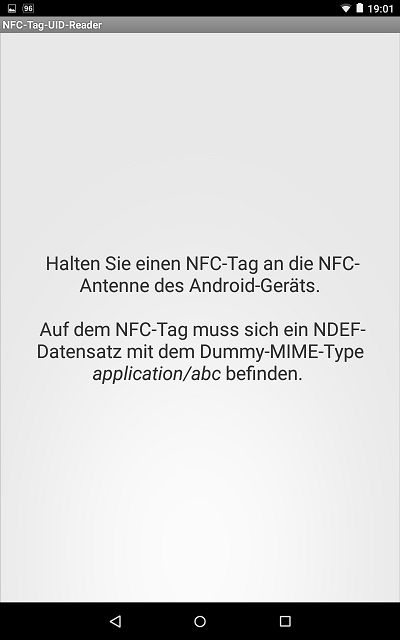 96
19:01
NFC-Tag-UID-Reader
Halten Sie einen NFC-Tag an die NFC-
Antenne des Android-Geräts.
Auf dem NFC-Tag muss sich ein NDEF-
Datensatz mit dem Dummy-MIME-Type
application/abc befinden.